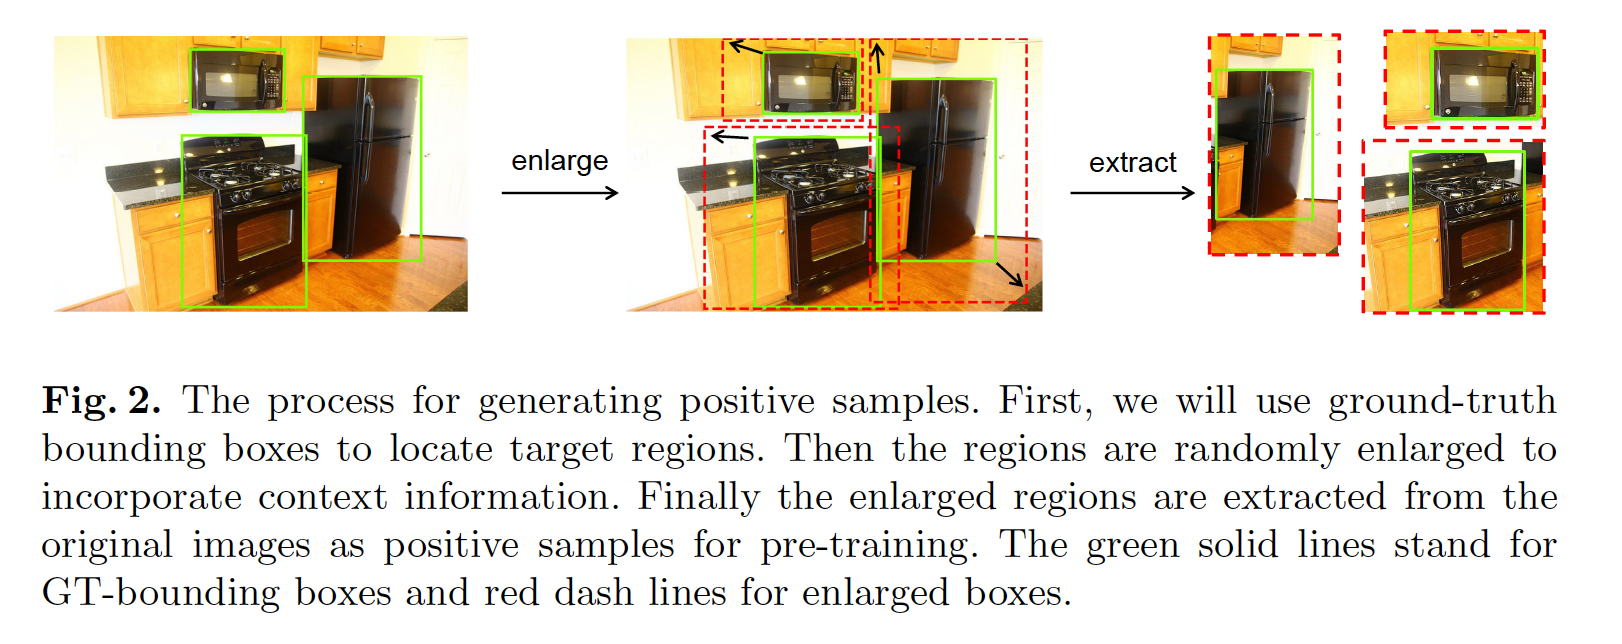 enlarge
extract
Fig. 2. The process for generating positive samples. First, we will use ground-truth
bounding boxes to locate target regions. Then the regions are randomly enlarged to
incorporate context information. Finally the enlarged regions are extracted from the
original images as positive samples for pre-training. The green solid lines stand for
GT-bounding boxes and red dash lines for enlarged boxes.